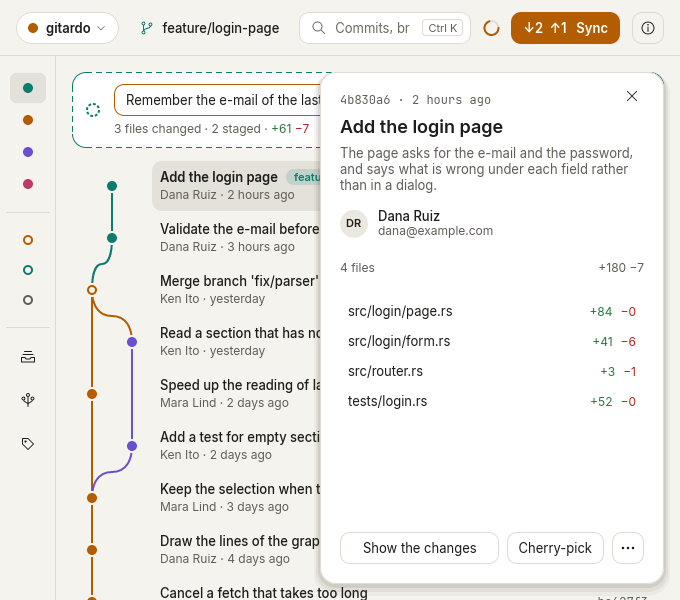 gitardo
feature/login-page
Commits, br
Ctrl K
↓2 ↑1 Sync
Remember the e-mail of the last
3 files changed · 2 staged · +61 −7
Add the login page
Dana Ruiz · 2 hours ago
Validate the e-mail before
Dana Ruiz · 3 hours ago
Merge branch 'fix/parser'
Ken Ito · yesterday
Read a section that has no
Ken Ito · yesterday
Speed up the reading of la
Mara Lind · 2 days ago
Add a test for empty secti
Ken Ito · 2 days ago
Keep the selection when t
Mara Lind · 3 days ago
Draw the lines of the grap
Dana Ruiz · 4 days ago
Cancel a fetch that takes too long
4b830a6 · 2 hours ago
Add the login page
The page asks for the e-mail and the password,
and says what is wrong under each field rather
than in a dialog.
DR
Dana Ruiz
dana@example.com
4 files
+180 −7
src/login/page.rs +84 −0
src/login/form.rs +41 −6
src/router.rs +3 −1
tests/login.rs +52 −0
Show the changes
Cherry-pick